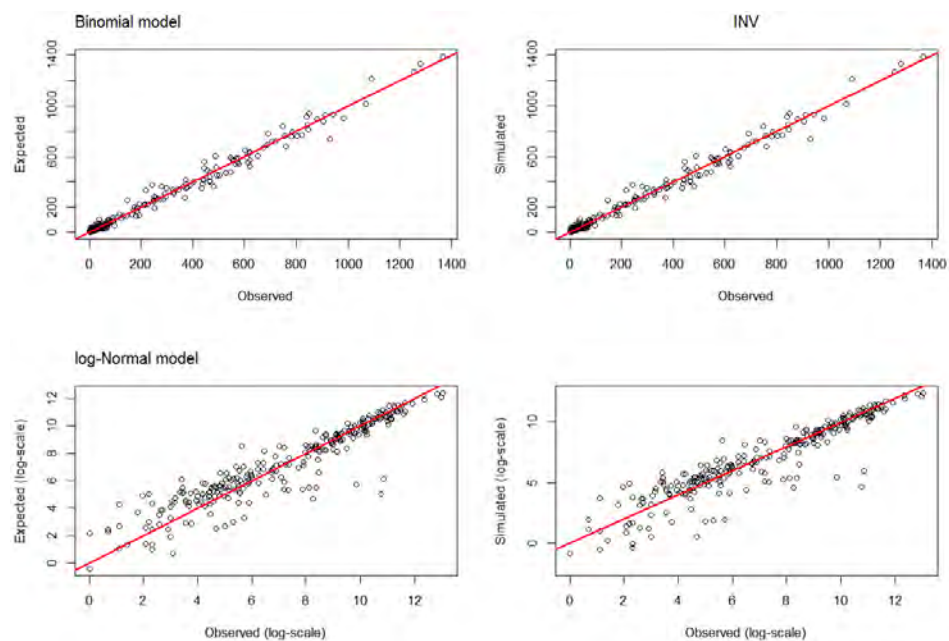 Binomial model
INV
1400
1000
600
200
0
Expected
0 200 400 600 800 1000 1200 1400
Observed
1400
1000
600
200
0
Simulated
0 200 400 600 800 1000 1200 1400
Observed
log-Normal model
12
10
8
6
4
2
0
Expected (log-scale)
0 2 4 6 8 10 12
Observed (log-scale)
10
5
0
Simulated (log-scale)
0 2 4 6 8 10 12
Observed (log-scale)